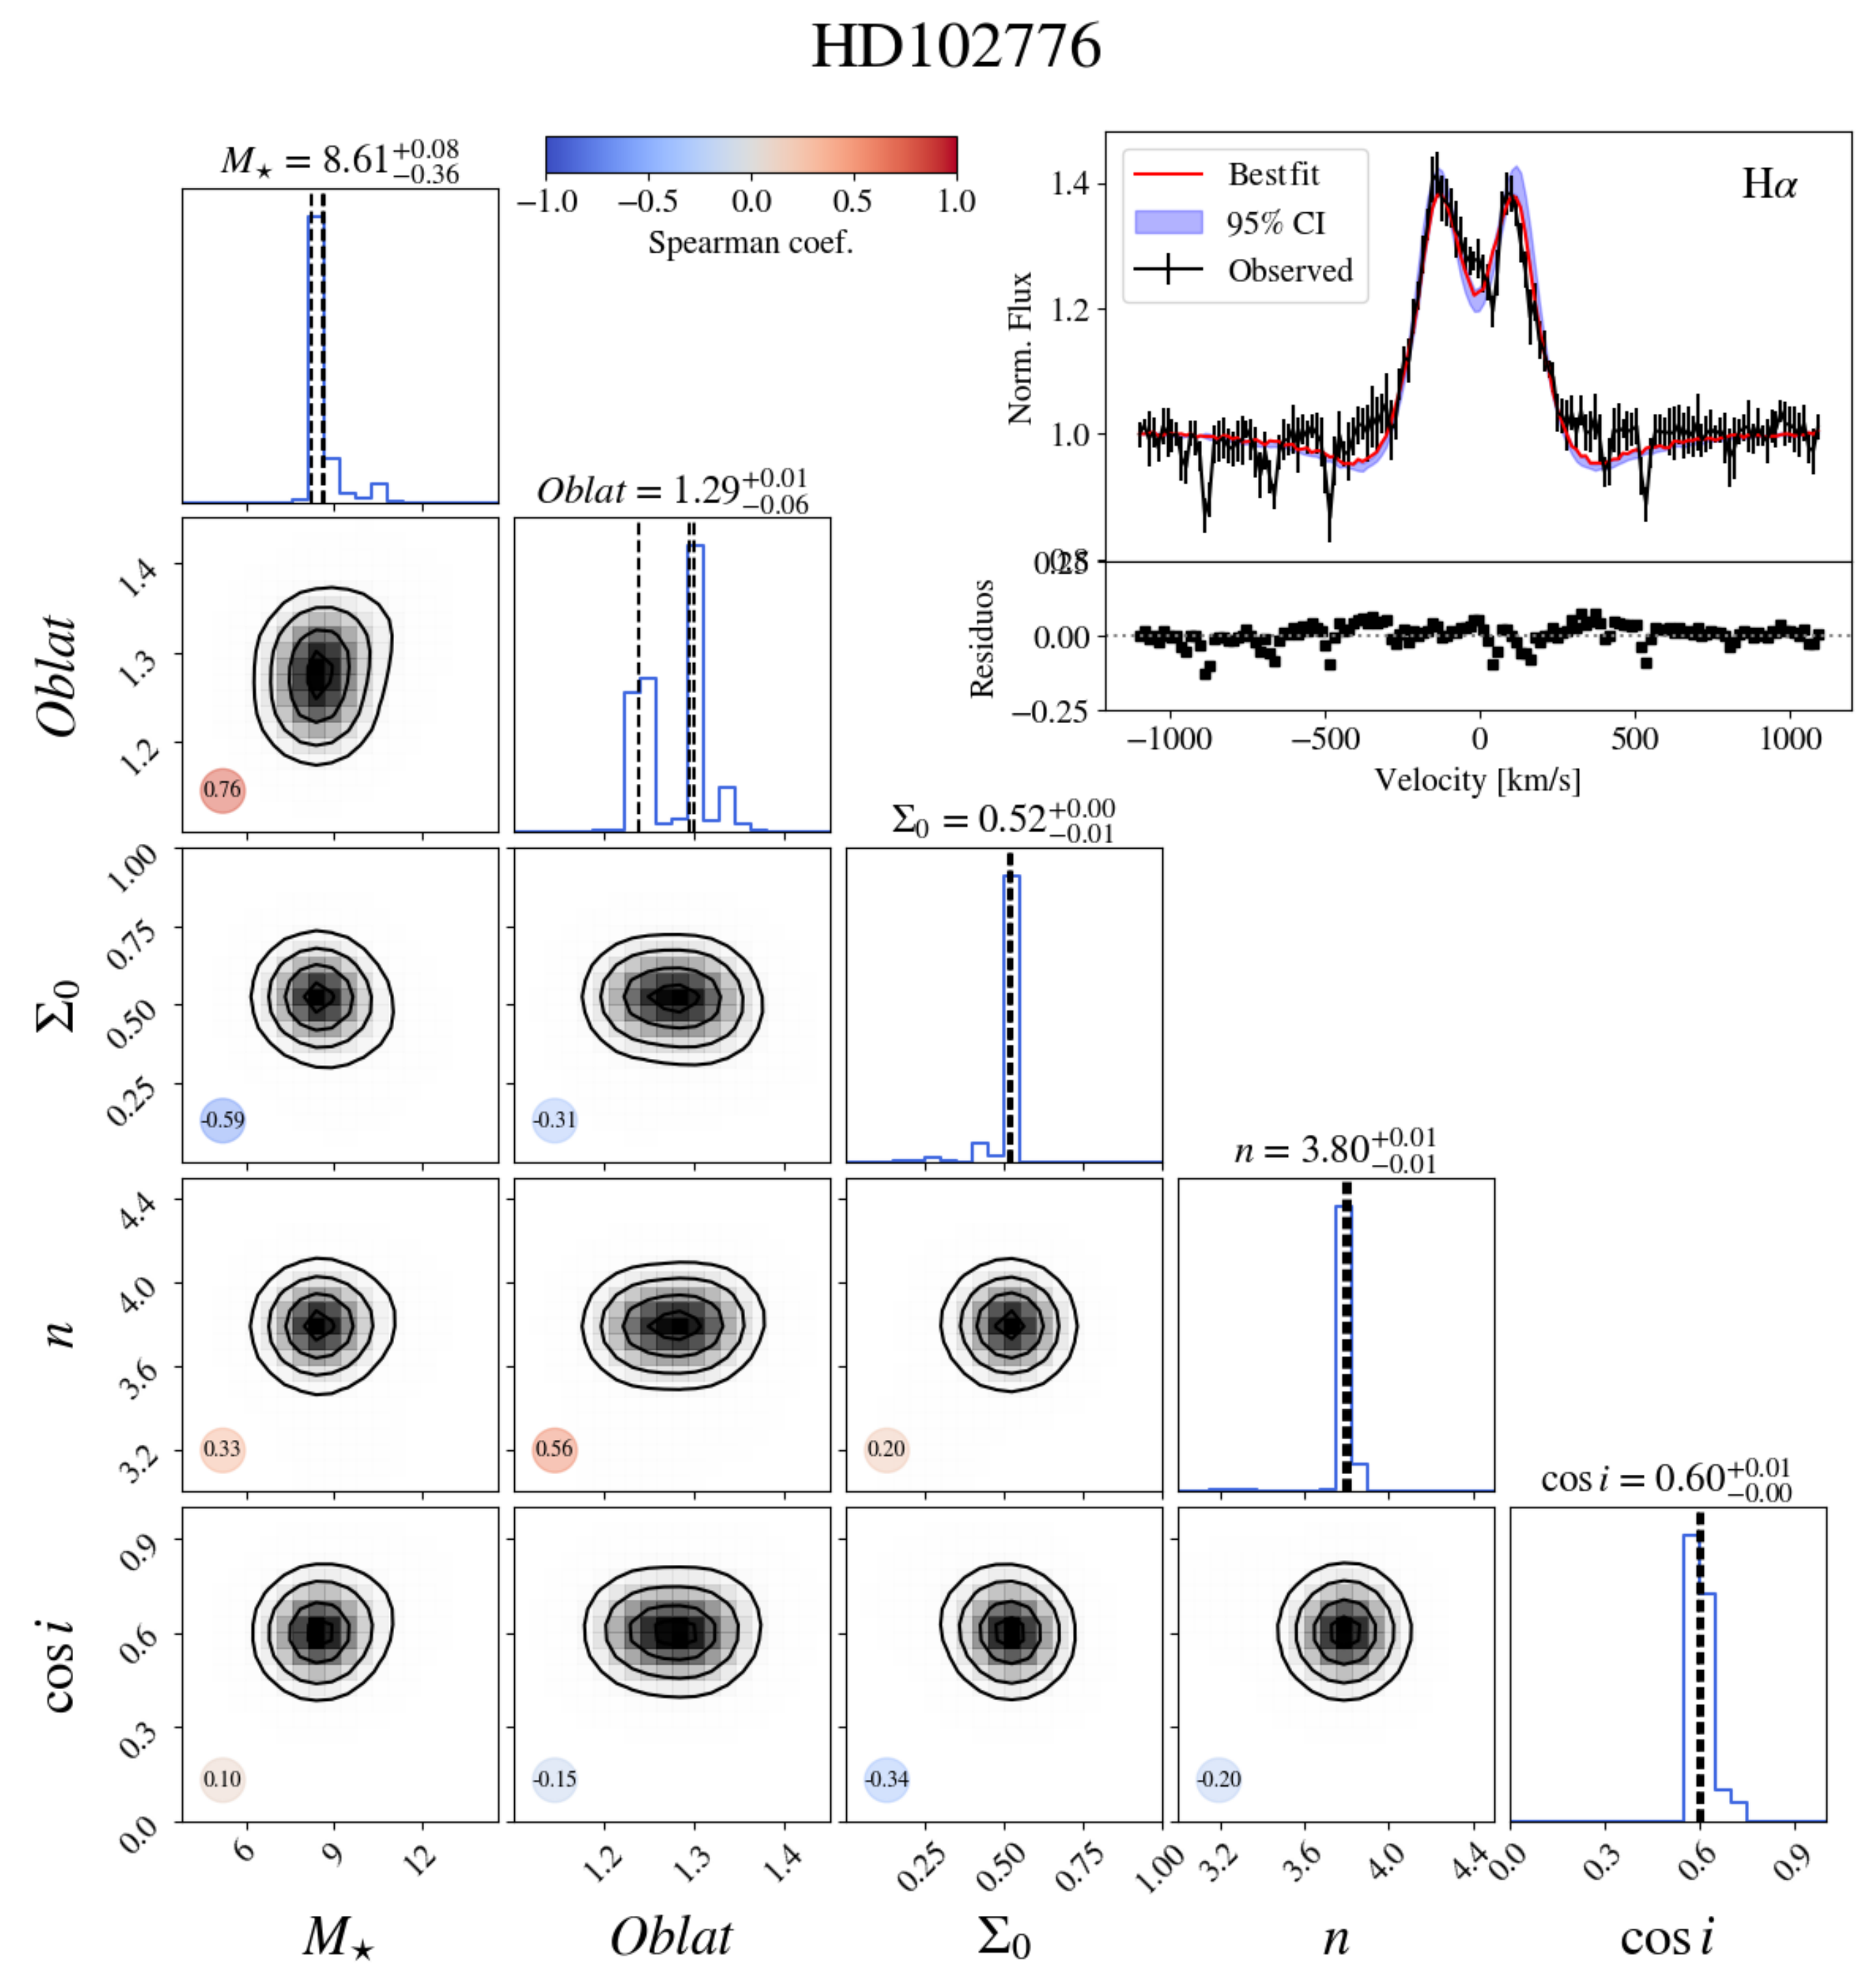 HD102776
M⋆ = 8.61 +0.08 −0.36
−1.0 −0.5 0.0 0.5 1.0
Spearman coef.
Bestfit
95% CI
Observed
Hα
Norm. Flux
1.4
1.2
1.0
0.25
Residuos
0.00
−0.25
−1000 −500 0 500 1000
Velocity [km/s]
Oblat = 1.29 +0.01 −0.06
Oblat
1.4
1.3
1.2
0.76
Σ0 = 0.52 +0.00 −0.01
Σ0
1.00
0.75
0.50
0.25
-0.59 -0.31
n = 3.80 +0.01 −0.01
n
4.4
4.0
3.6
3.2
0.33 0.56 0.20
cos i = 0.60 +0.01 −0.00
cos i
0.9
0.6
0.3
0.0
0.10 -0.15 -0.34 -0.20
6 9 12 1.2 1.3 1.4 0.25 0.50 0.75 1.00 3.2 3.6 4.0 4.4 0.0 0.3 0.6 0.9
M⋆ Oblat Σ0 n cos i